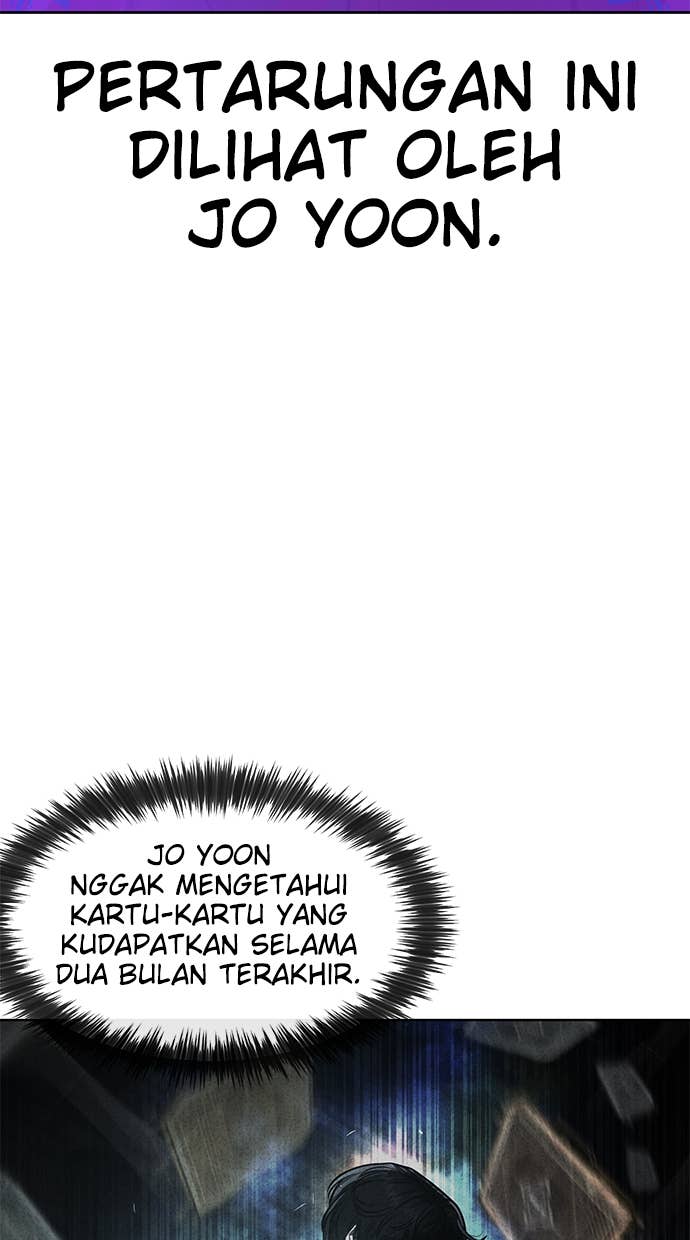 PERTARUNGAN INI
DILIHAT OLEH
JO YOON.
JO YOON
NGGAK MENGETAHUI
KARTU-KARTU YANG
KUDAPATKAN SELAMA
DUA BULAN TERAKHIR.